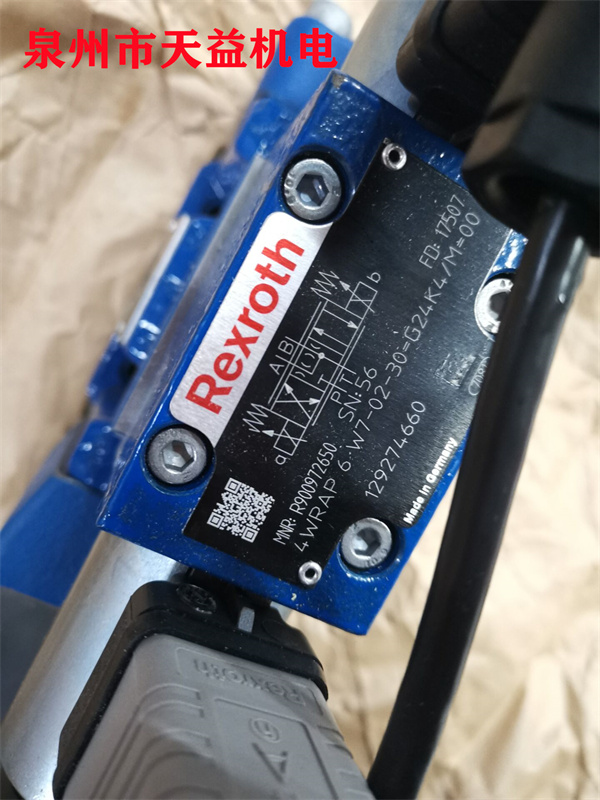 泉州市天益机电
Rexroth
FD: 17507
b
A B
P T
a
SN: 56
MNR: R900972650
4WRAP 6 W7-02-30=G24K4/M=00
129274660
Made in Germany
Rexroth